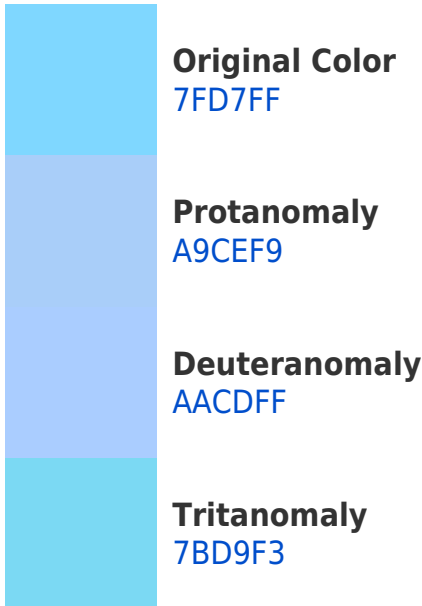 Original Color
7FD7FF
Protanomaly
A9CEF9
Deuteranomaly
AACDFF
Tritanomaly
7BD9F3